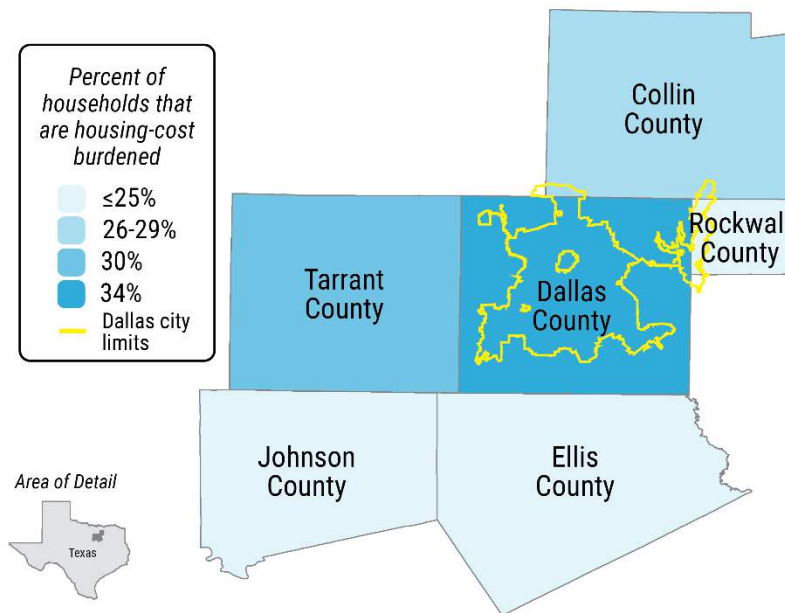 Percent of
households that
are housing-cost
burdened
≤25%
26-29%
30%
34%
Dallas city
limits
Collin
County
Rockwall
County
Tarrant
County
Dallas
County
Johnson
County
Ellis
County
Area of Detail
Texas